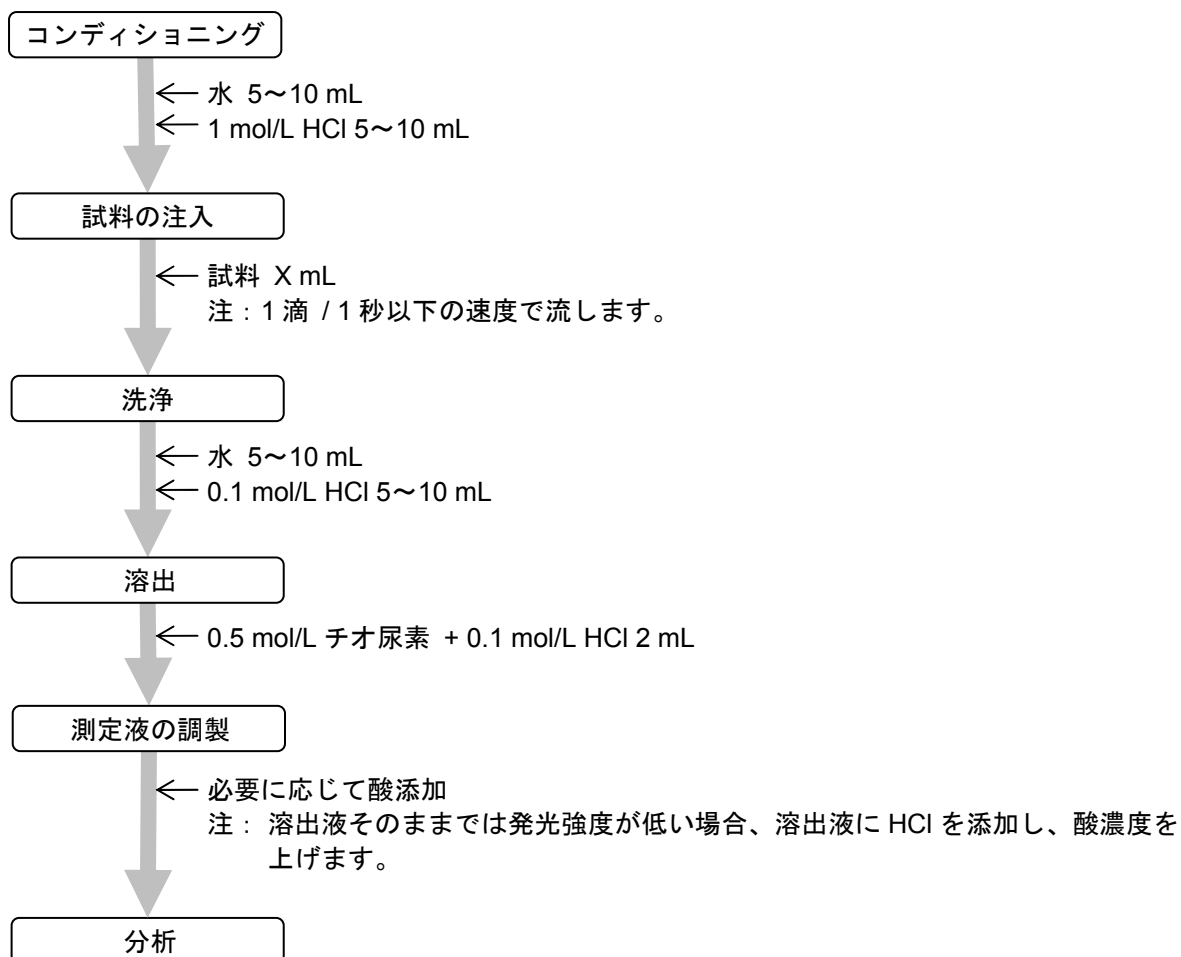 コンディショニング
水 5～10 mL
1 mol/L HCl 5～10 mL
試料の注入
試料 X mL
注：1 滴 / 1 秒以下の速度で流します。
洗浄
水 5～10 mL
0.1 mol/L HCl 5～10 mL
溶出
0.5 mol/L チオ尿素 + 0.1 mol/L HCl 2 mL
測定液の調製
必要に応じて酸添加
注： 溶出液そのままでは発光強度が低い場合、溶出液に HCl を添加し、酸濃度を
上げます。
分析